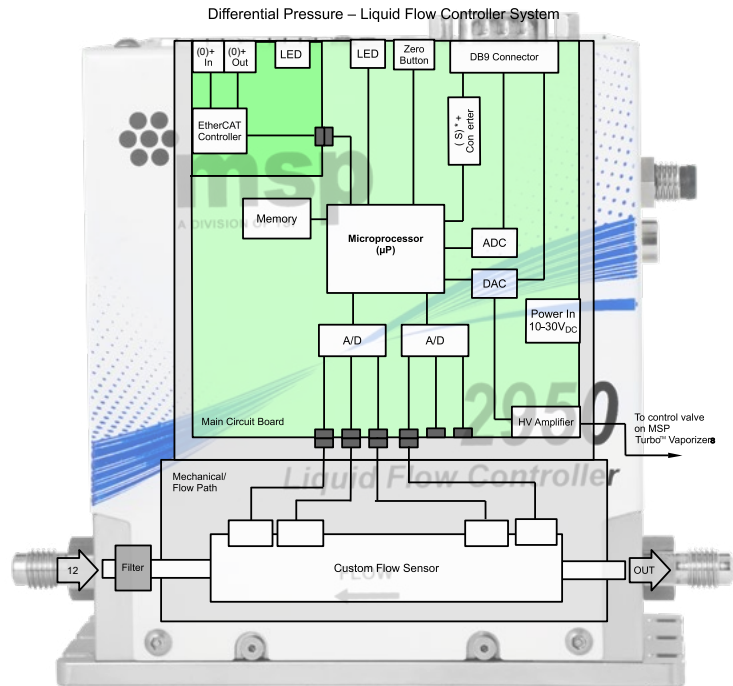 Differential Pressure – Liquid Flow Controller System
(0)+ In
(0)+ Out
LED
LED
Zero Button
DB9 Connector
EtherCAT Controller
( S)*+
Con erter
msp
A DIVISION OF
Memory
Microprocessor (µP)
ADC
DAC
Power In
10–30VDC
A/D
A/D
2950
Main Circuit Board
HV Amplifier
To control valve
on MSP
Turbo™ Vaporizers
Liquid Flow Controller
Mechanical/
Flow Path
12
Filter
Custom Flow Sensor
FLOW
OUT